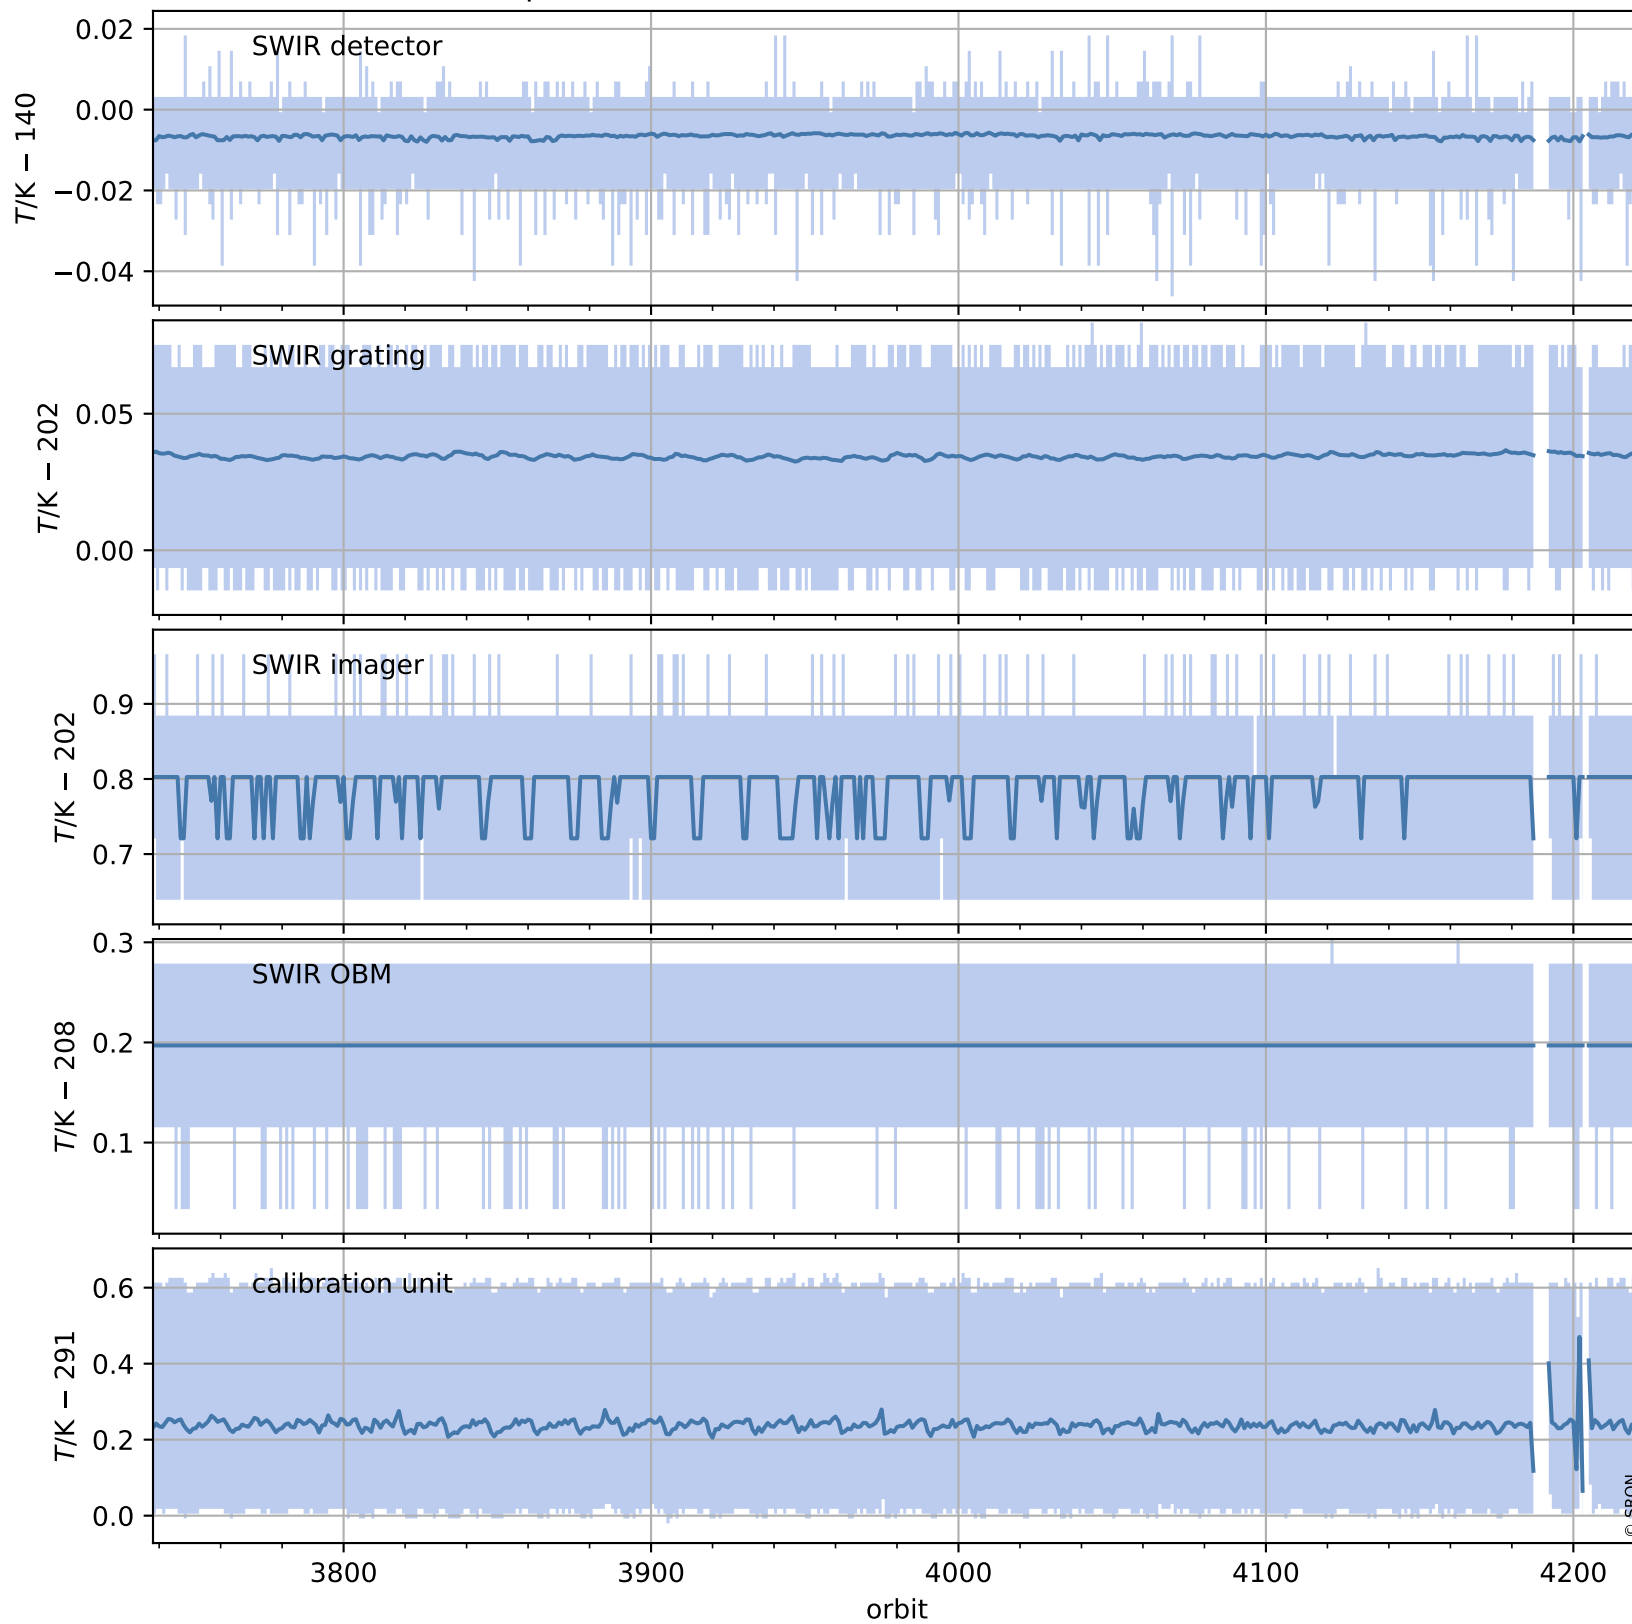 SWIR detector
T/K − 140
0.02
0.00
−0.02
−0.04
SWIR grating
T/K − 202
0.05
0.00
SWIR imager
T/K − 202
0.9
0.8
0.7
SWIR OBM
T/K − 208
0.3
0.2
0.1
calibration unit
T/K − 291
0.6
0.4
0.2
0.0
3800 3900 4000 4100 4200
orbit
© SRON